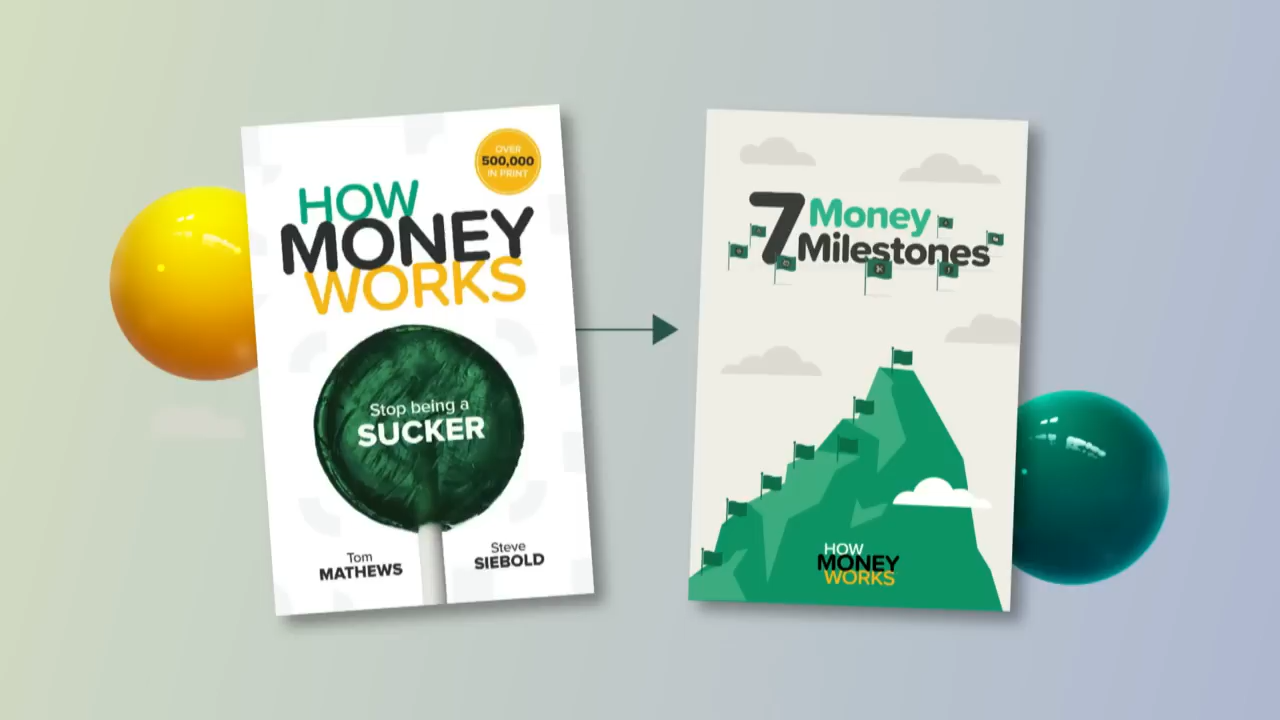 OVER
500,000
IN PRINT
HOW
MONEY
WORKS
Stop being a
SUCKER
Tom
MATHEWS
Steve
SIEBOLD
7 Money
Milestones
HOW
MONEY
WORKS